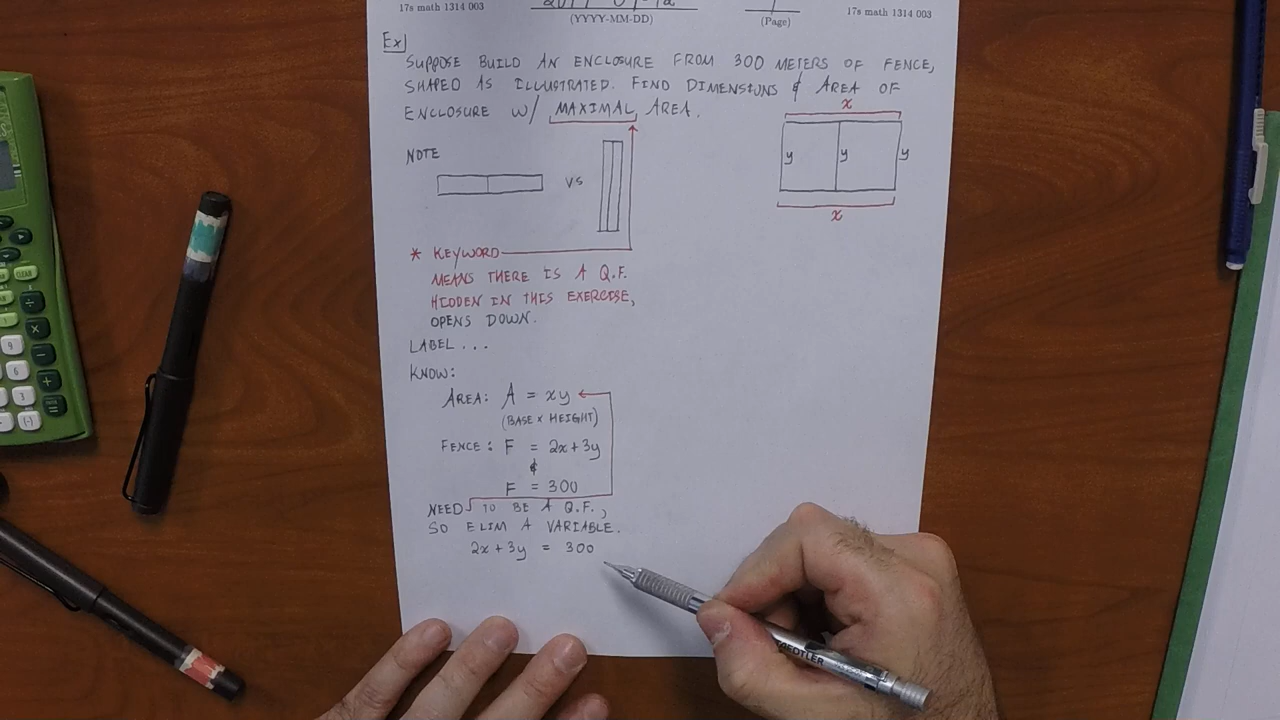 17s math 1314 003
(YYYY-MM-DD)
(Page)
17s math 1314 003
Ex)
SUPPOSE BUILD AN ENCLOSURE FROM 300 METERS OF FENCE,
SHAPED AS ILLUSTRATED. FIND DIMENSIONS & AREA OF
ENCLOSURE W/ MAXIMAL AREA.
x
y y y
x
NOTE
VS
* KEYWORD
MEANS THERE IS A Q.F.
HIDDEN IN THIS EXERCISE,
OPENS DOWN.
LABEL...
KNOW:
AREA: A = xy
(BASE × HEIGHT)
FENCE: F = 2x+3y
&
F = 300
NEED TO BE A Q.F.,
SO ELIM A VARIABLE.
2x+3y = 300
STAEDTLER
CLEAR